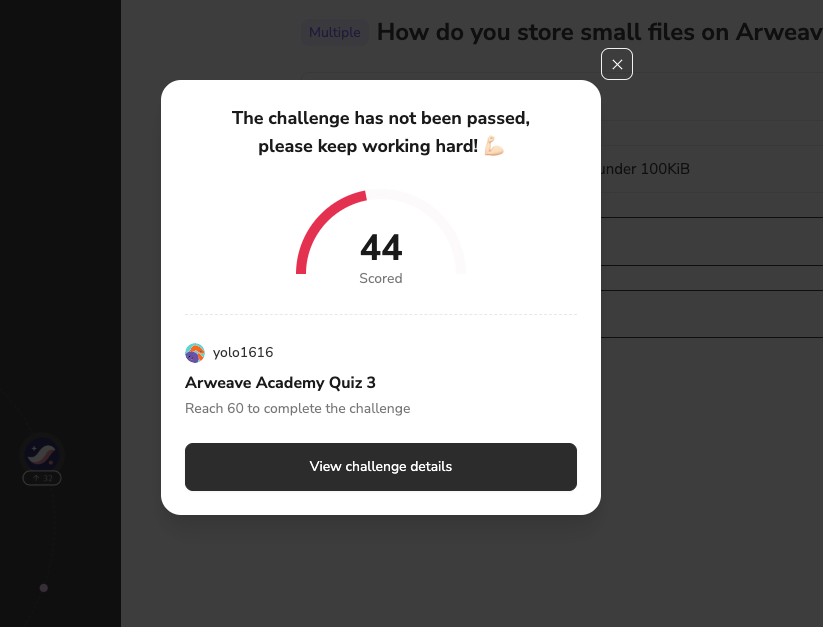 Multiple How do you store small files on Arweav
under 100KiB
The challenge has not been passed,
please keep working hard! 💪🏻
44
Scored
yolo1616
Arweave Academy Quiz 3
Reach 60 to complete the challenge
View challenge details
32